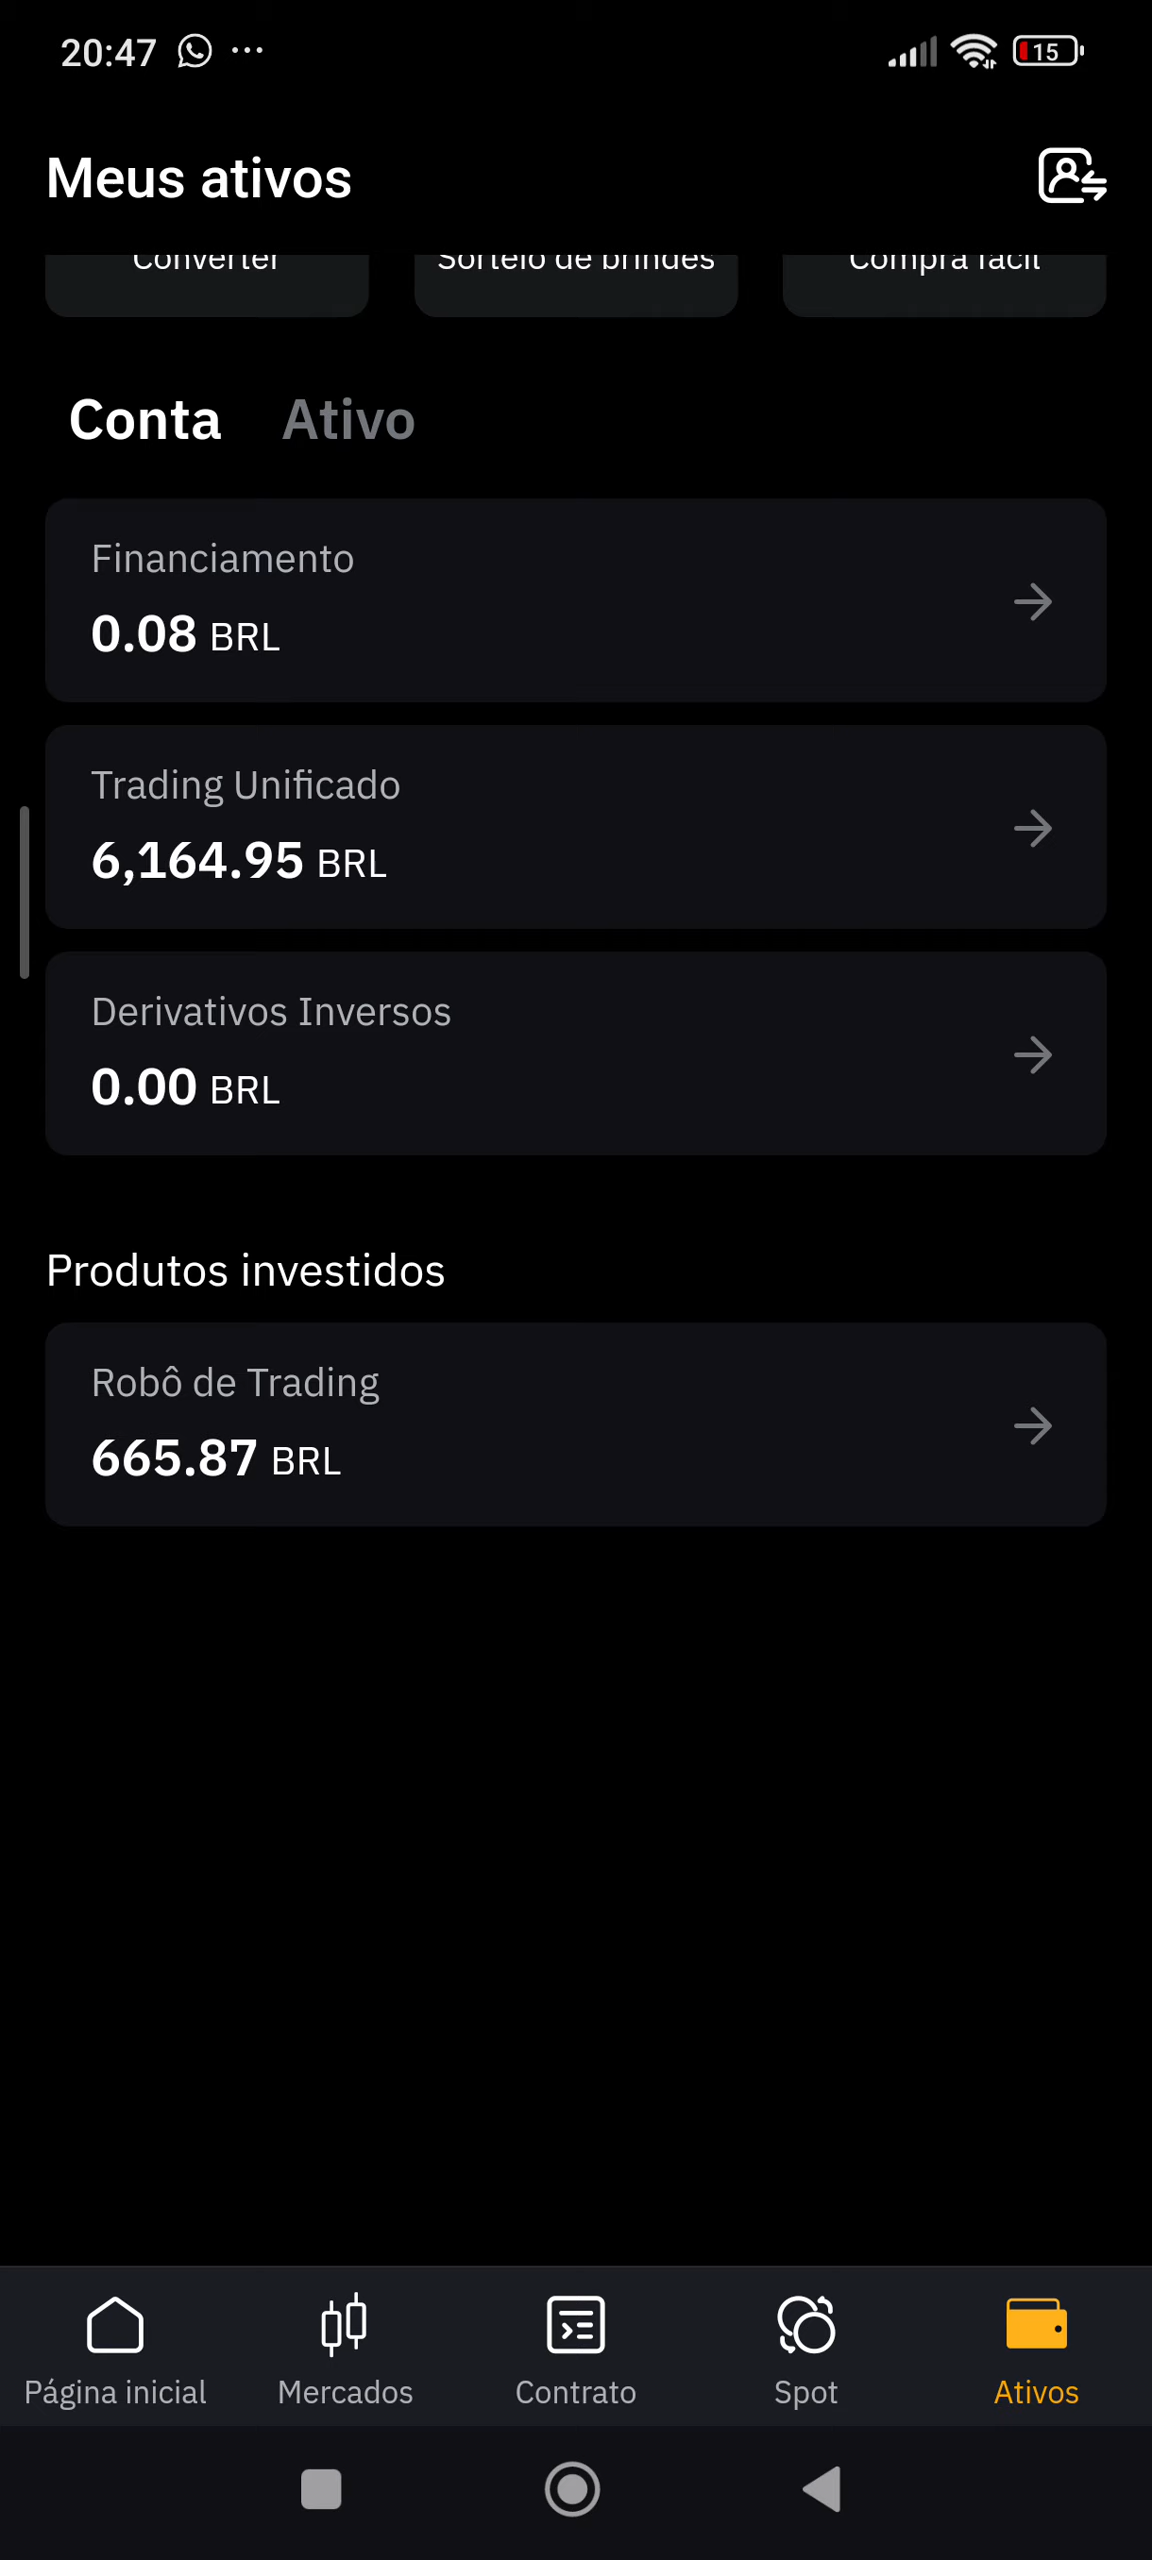 20:47
15
Meus ativos
Converter Sorteio de brindes Compra fácil
Conta Ativo
Financiamento
0.08 BRL
Trading Unificado
6,164.95 BRL
Derivativos Inversos
0.00 BRL
Produtos investidos
Robô de Trading
665.87 BRL
Página inicial Mercados Contrato Spot Ativos